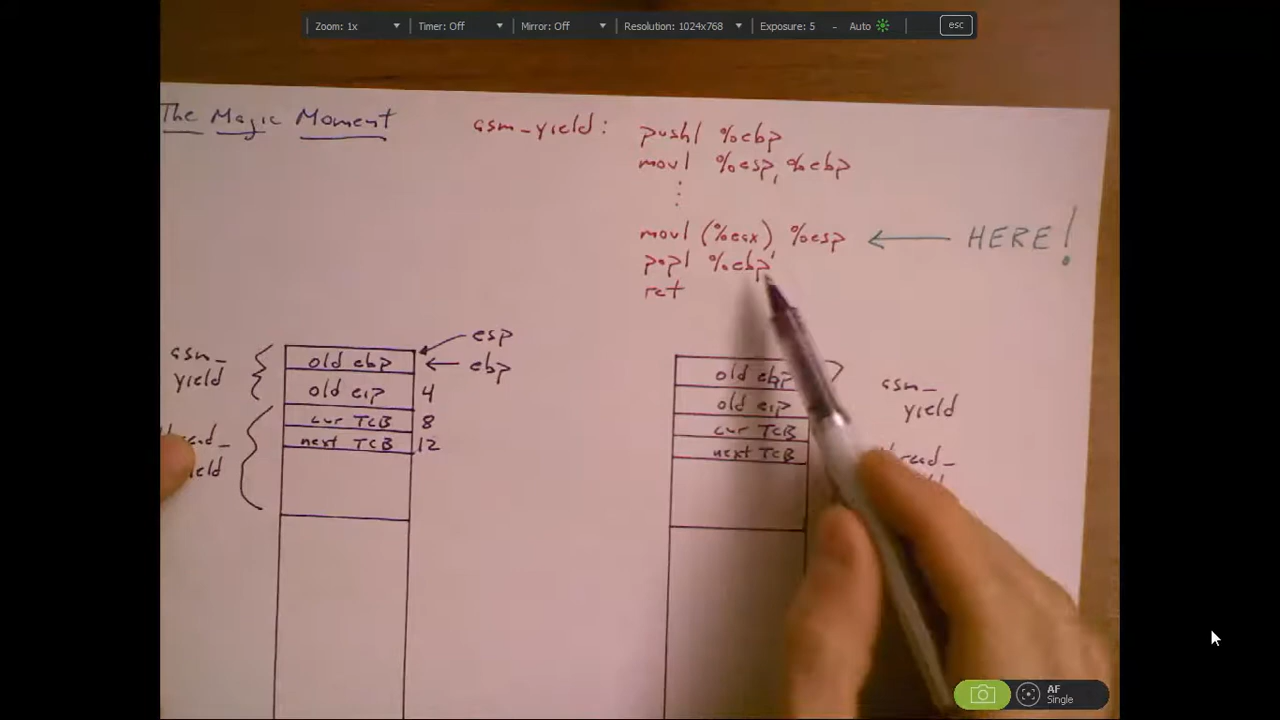 Zoom: 1x Timer: Off Mirror: Off Resolution: 1024x768 Exposure: 5 - Auto esc
The Magic Moment
asm_yield: pushl %ebp
movl %esp, %ebp
⋮
movl (%eax) %esp ← HERE!
popl %ebp
ret
esp
asm_
yield
old ebp
ebp
old eip 4
cur TCB 8
next TCB 12
old ebp
old eip
cur TCB
next TCB
asm_
yield
AF
Single